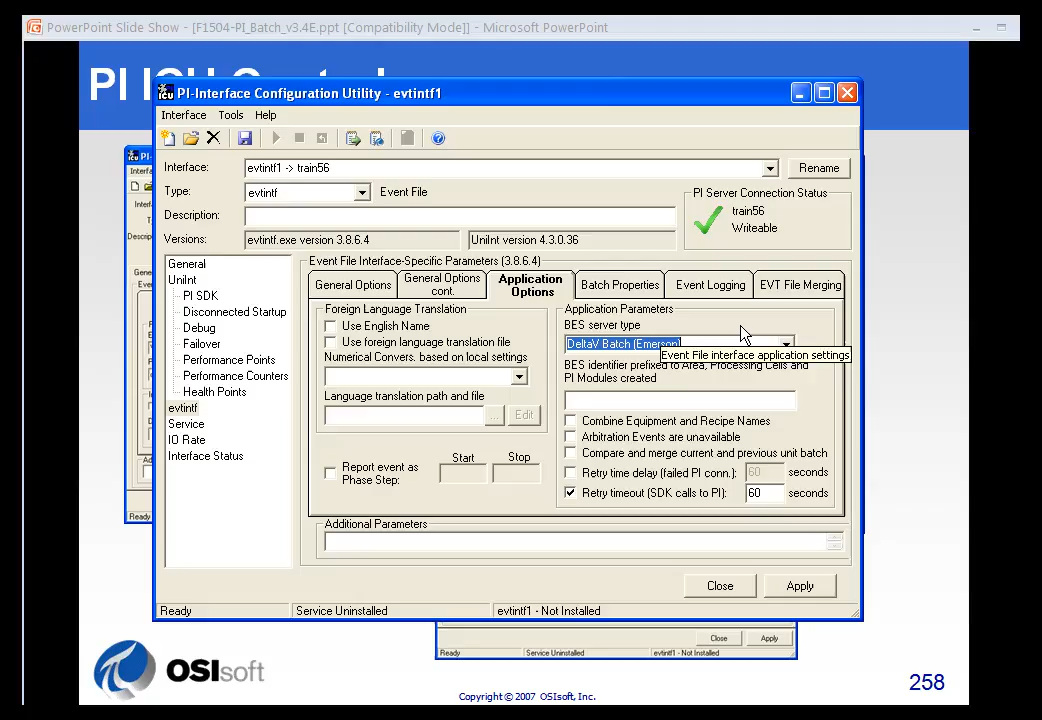 PowerPoint Slide Show - [F1504-PI_Batch_v3.4E.ppt [Compatibility Mode]] - Microsoft PowerPoint
PI ICU Control
PI-Interface Configuration Utility - evtintf1
Interface Tools Help
Interface: evtintf1 -> train56 Rename
Type: evtintf Event File
PI Server Connection Status
train56
Writeable
Description:
Versions: evtintf.exe version 3.8.6.4 UniInt version 4.3.0.36
General
UniInt
PI SDK
Disconnected Startup
Debug
Failover
Performance Points
Performance Counters
Health Points
evtintf
Service
IO Rate
Interface Status
Event File Interface-Specific Parameters (3.8.6.4)
General Options
General Options cont.
Application Options
Batch Properties
Event Logging
EVT File Merging
Foreign Language Translation
Use English Name
Use foreign language translation file
Numerical Convers. based on local settings
Language translation path and file
... Edit
Report event as Phase Step:
Start Stop
Application Parameters
BES server type
DeltaV Batch (Emerson)
Event File interface application settings
BES identifier prefixed to Area, Processing Cells and
PI Modules created
Combine Equipment and Recipe Names
Arbitration Events are unavailable
Compare and merge current and previous unit batch
Retry time delay (failed PI conn.): 60 seconds
Retry timeout (SDK calls to PI): 60 seconds
Additional Parameters
Close Apply
Ready Service Uninstalled evtintf1 - Not Installed
Close Apply
Ready Service Uninstalled evtintf1 - Not Installed
OSIsoft
Copyright © 2007 OSIsoft, Inc.
258